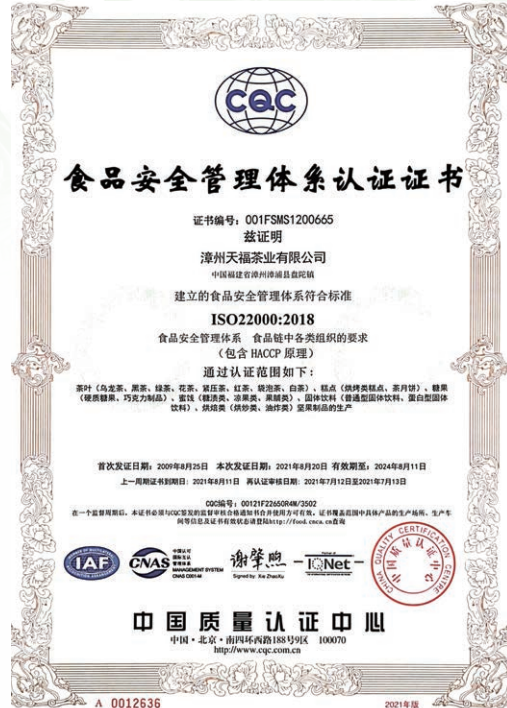 CQC
食品安全管理体系认证证书
证书编号：001FSMS1200665
兹证明
漳州天福茶业有限公司
中国福建省漳州漳浦县盘陀镇
建立的食品安全管理体系符合标准
ISO22000:2018
食品安全管理体系 食品链中各类组织的要求
（包含 HACCP 原理）
通过认证范围如下：
茶叶（乌龙茶、黑茶、绿茶、花茶、紧压茶、红茶、袋泡茶、白茶）、糕点（烘烤类糕点、茶月饼）、糖果
（硬质糖果、巧克力制品）、蜜饯（糖渍类、凉果类、果脯类）、固体饮料（普通型固体饮料、蛋白型固体
饮料）、烘焙类（烘炒类、油炸类）坚果制品的生产
首次发证日期：2009年8月25日 本次发证日期：2021年8月20日 有效期至：2024年8月11日
上一周期证书到期日：2021年8月11日 再认证审核日期：2021年7月12日至2021年7月13日
CQC编号：00121F22650R4M/3502
在一个监督周期后，本证书必须与CQC签发的监督审核合格通知书合并使用方可有效。证书覆盖范围中具体产品的生产场所、生产车
间等信息及证书有效状态请登陆http://food.cnca.cn查询
IAF
CNAS
中国认可
国际互认
管理体系
MANAGEMENT SYSTEM
CNAS C001-M
谢肇煦
Signed by: Xie ZhaoXu
IQNet
CHINA QUALITY CERTIFICATION CENTRE
中国质量认证中心
中国质量认证中心
中国·北京·南四环西路188号9区 100070
http://www.cqc.com.cn
A 0012636
2021年版